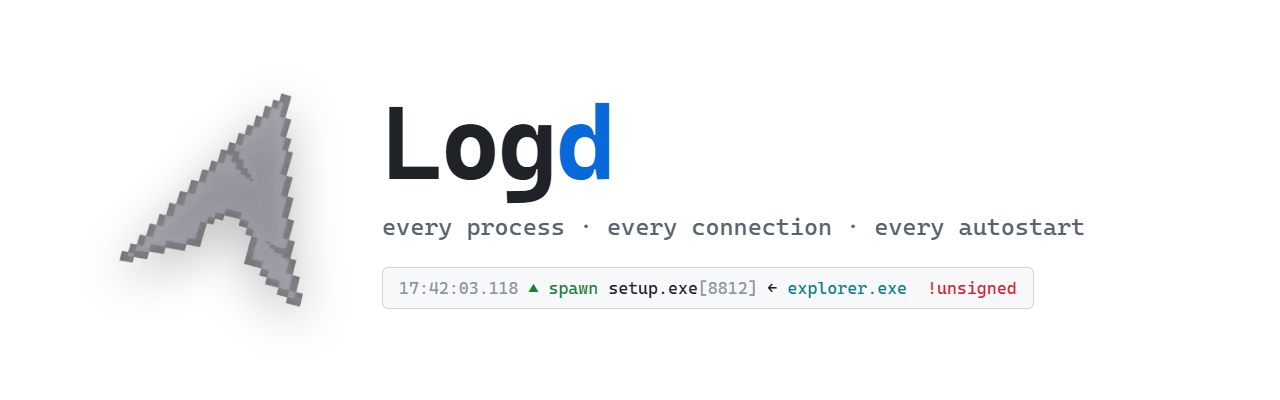 Logd
every process · every connection · every autostart
17:42:03.118 ▲ spawn setup.exe[8812] ← explorer.exe !unsigned